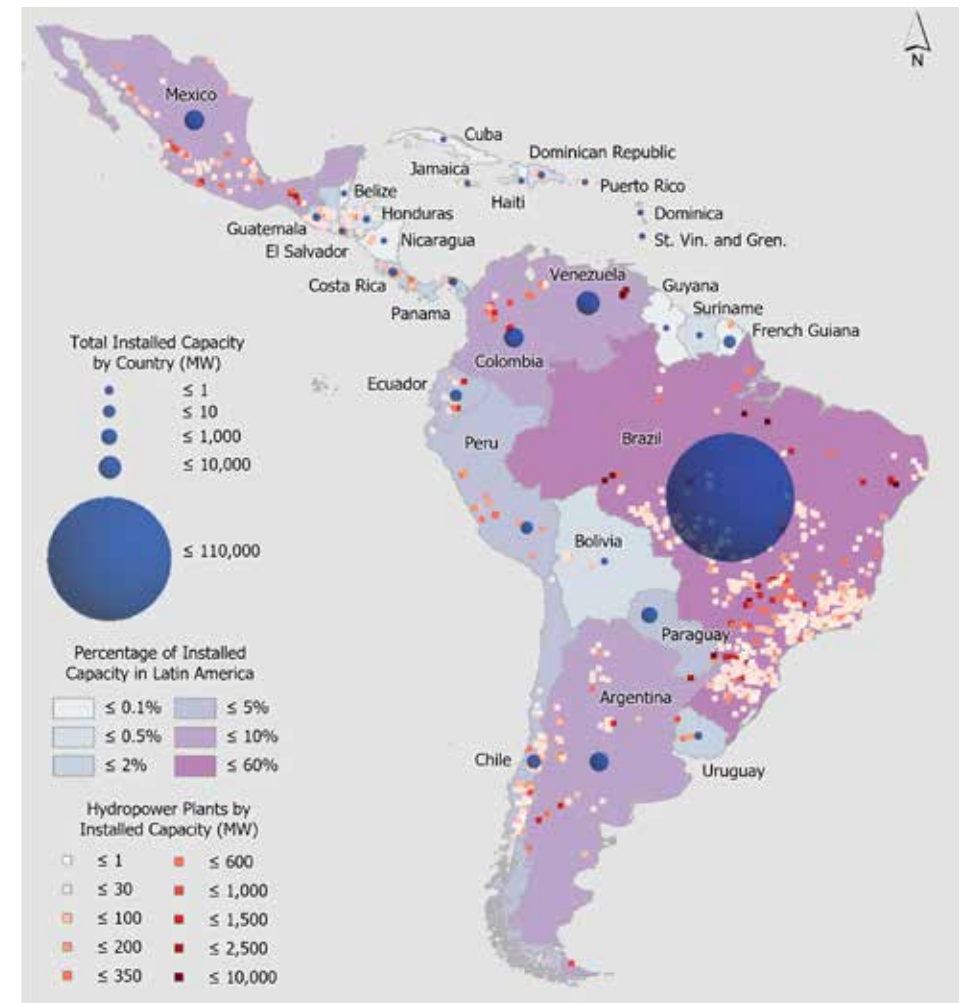 N
Mexico
Cuba
Dominican Republic
Jamaica
Haiti
Puerto Rico
Belize
Dominica
Honduras
Guatemala
St. Vin. and Gren.
Nicaragua
El Salvador
Costa Rica
Venezuela
Guyana
Panama
Suriname
French Guiana
Colombia
Ecuador
Peru
Brazil
Bolivia
Paraguay
Argentina
Chile
Uruguay
Total Installed Capacity
by Country (MW)
≤ 1
≤ 10
≤ 1,000
≤ 10,000
≤ 110,000
Percentage of Installed
Capacity in Latin America
≤ 0.1%
≤ 0.5%
≤ 2%
≤ 5%
≤ 10%
≤ 60%
Hydropower Plants by
Installed Capacity (MW)
≤ 1
≤ 30
≤ 100
≤ 200
≤ 350
≤ 600
≤ 1,000
≤ 1,500
≤ 2,500
≤ 10,000